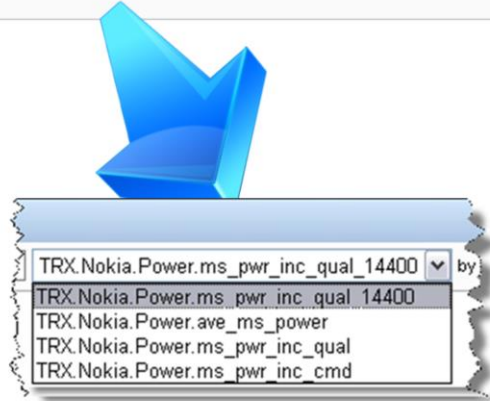 TRX.Nokia.Power.ms_pwr_inc_qual_14400 by
TRX.Nokia.Power.ms_pwr_inc_qual_14400
TRX.Nokia.Power.ave_ms_power
TRX.Nokia.Power.ms_pwr_inc_qual
TRX.Nokia.Power.ms_pwr_inc_cmd